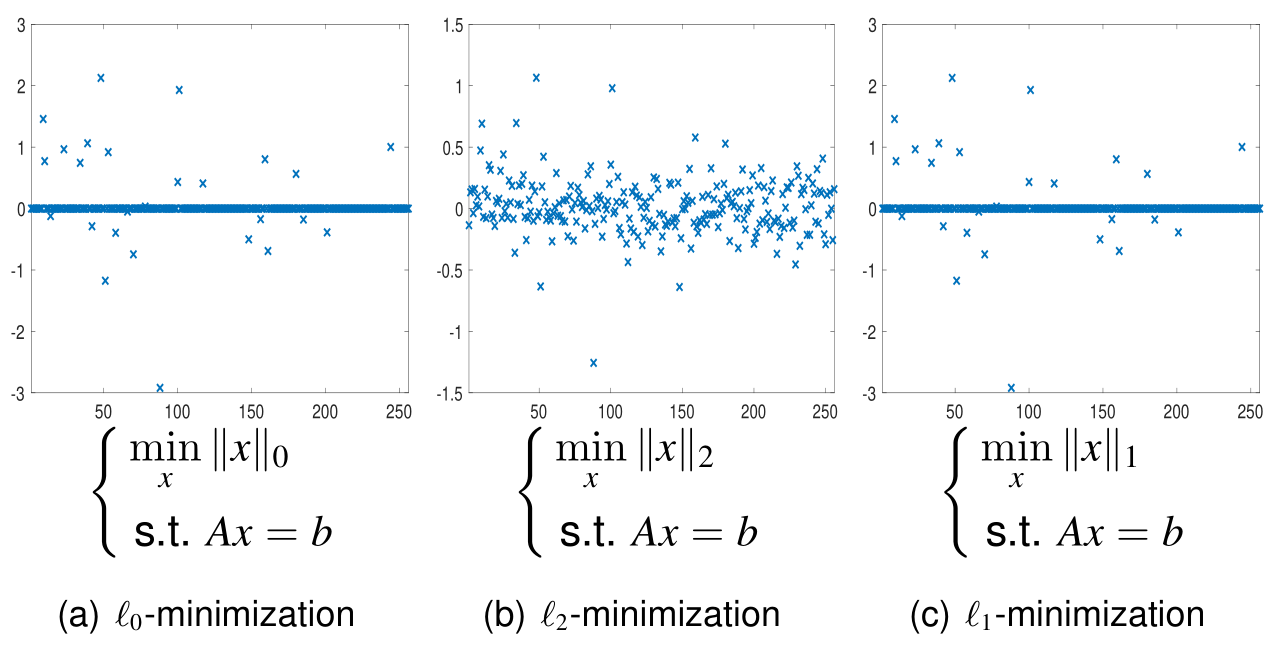 3
2
1
0
-1
-2
-3
50 100 150 200 250
1.5
1
0.5
0
-0.5
-1
-1.5
50 100 150 200 250
3
2
1
0
-1
-2
-3
50 100 150 200 250
min ‖x‖₀
x
s.t. Ax = b
min ‖x‖₂
x
s.t. Ax = b
min ‖x‖₁
x
s.t. Ax = b
(a) ℓ₀-minimization
(b) ℓ₂-minimization
(c) ℓ₁-minimization